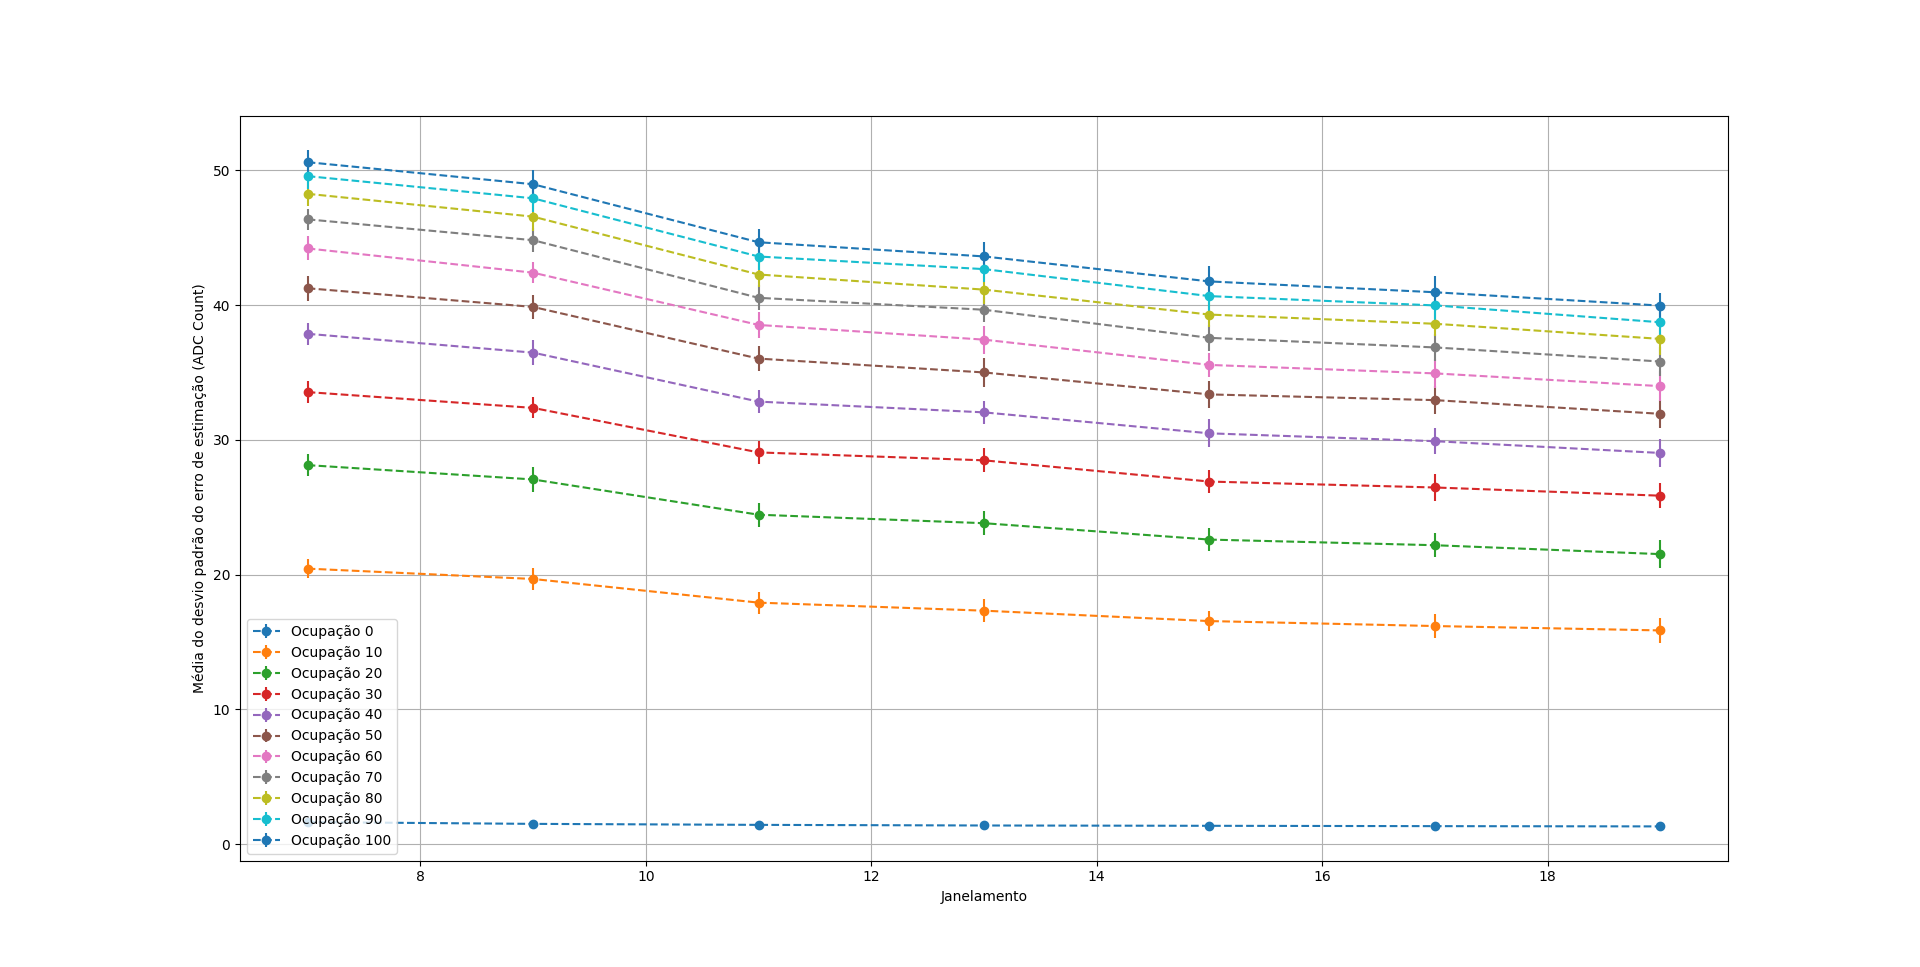 Média do desvio padrão do erro de estimação (ADC Count)
50
40
30
20
10
0
Ocupação 0
Ocupação 10
Ocupação 20
Ocupação 30
Ocupação 40
Ocupação 50
Ocupação 60
Ocupação 70
Ocupação 80
Ocupação 90
Ocupação 100
8 10 12 14 16 18
Janelamento